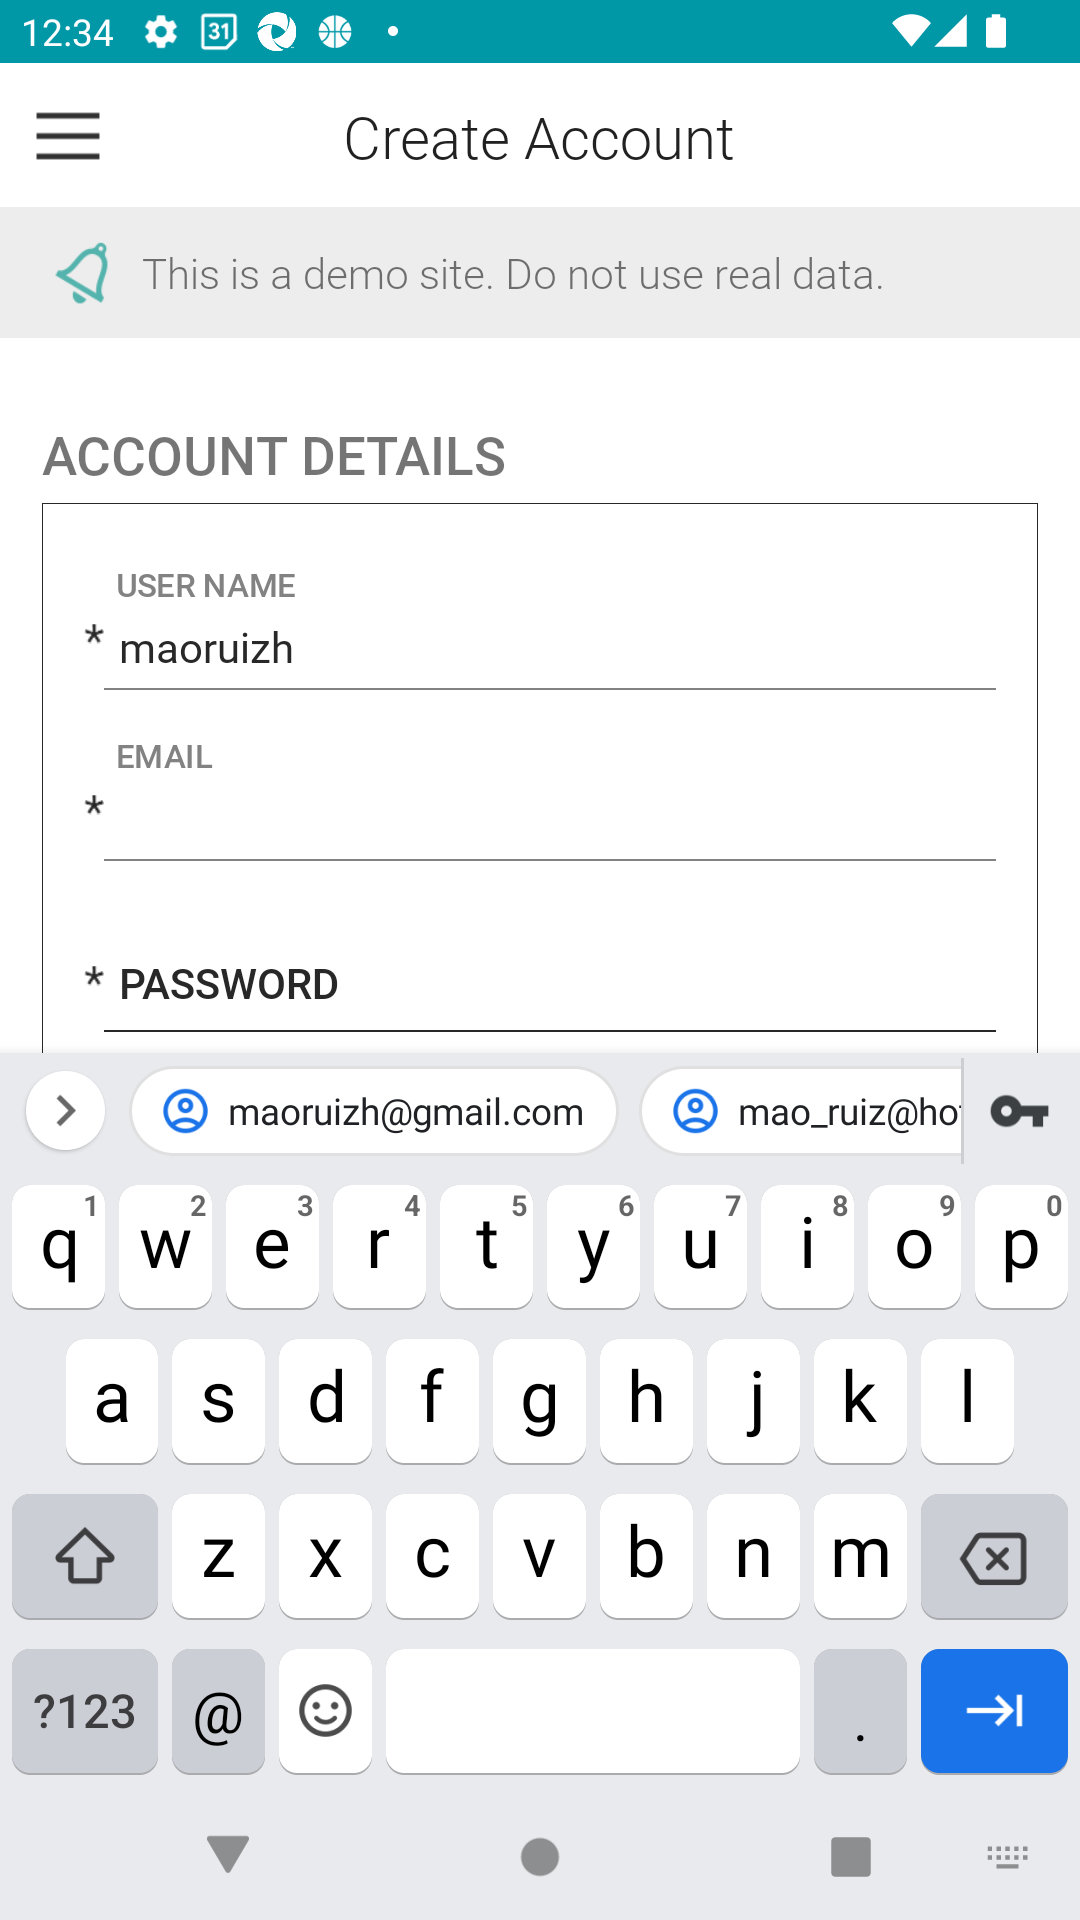 12:34 31
Create Account
This is a demo site. Do not use real data.
ACCOUNT DETAILS
USER NAME
* maoruizh
EMAIL
*
* PASSWORD
maoruizh@gmail.com mao_ruiz@ho
1 2 3 4 5 6 7 8 9 0
q w e r t y u i o p
a s d f g h j k l
z x c v b n m
?123 @ .